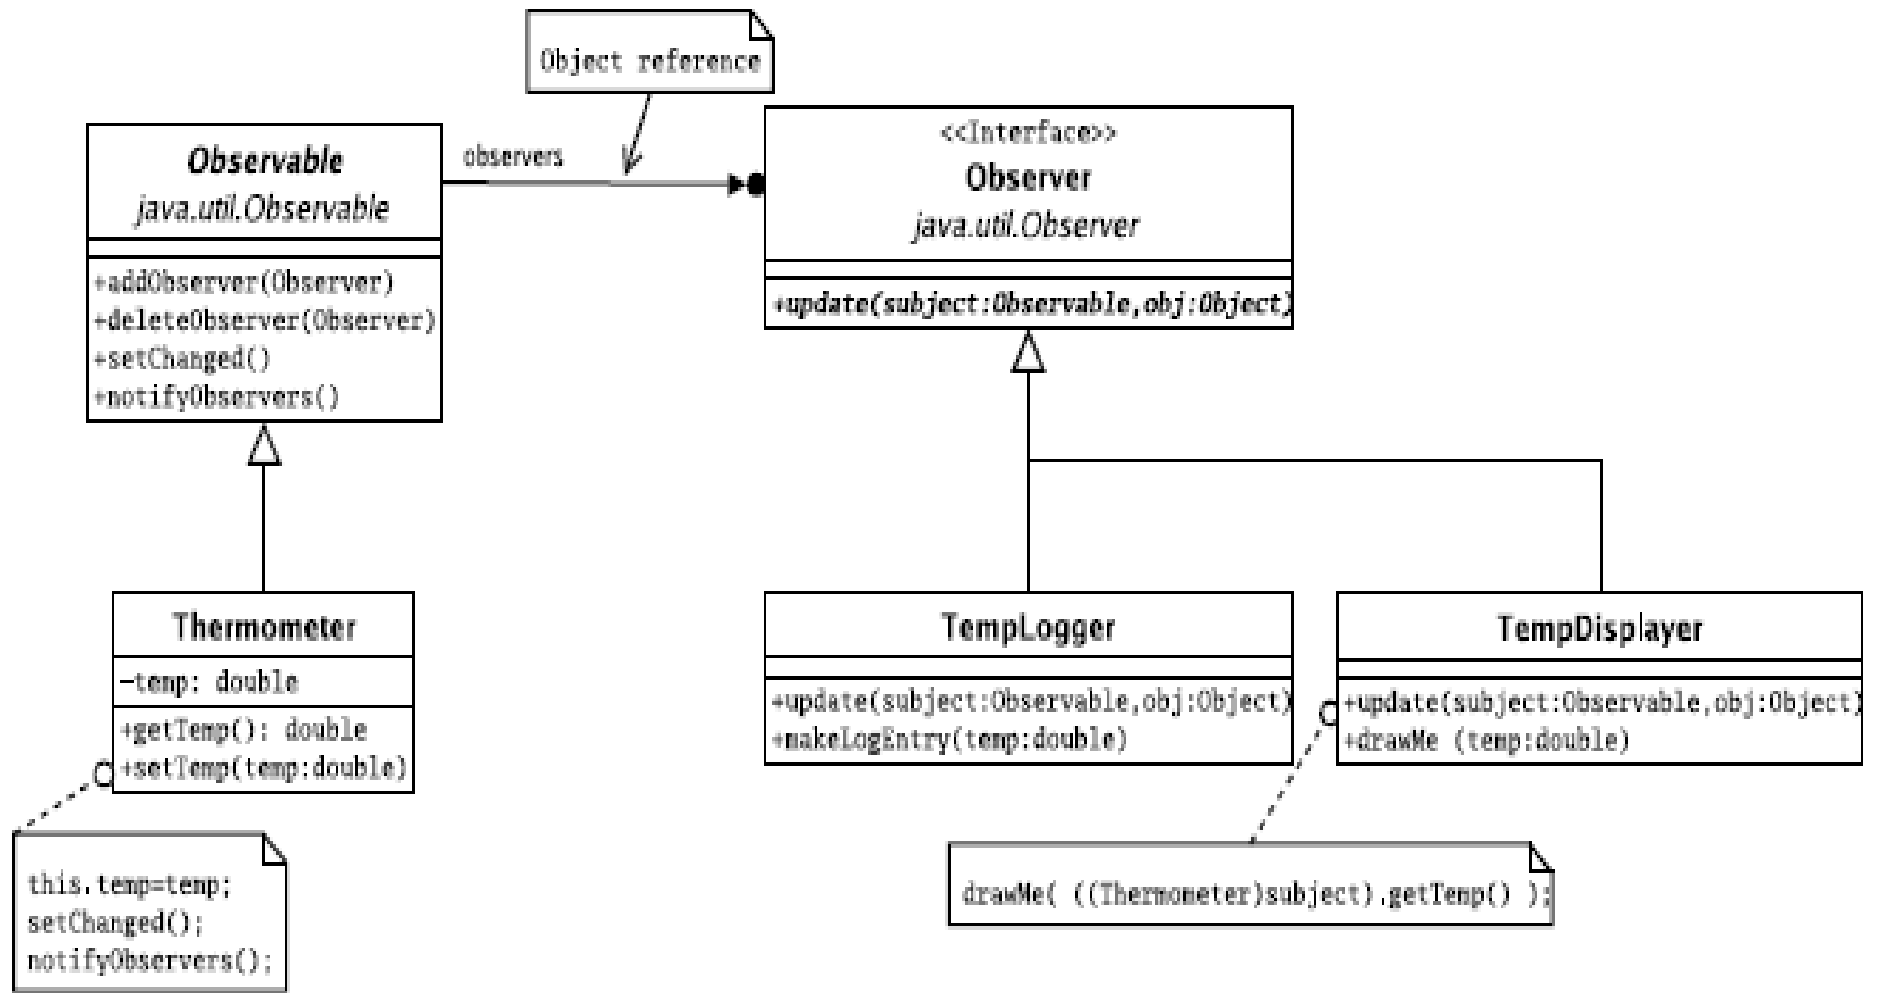 Object reference
Observable
java.util.Observable
+addObserver(Observer)
+deleteObserver(Observer)
+setChanged()
+notifyObservers()
observers
<<Interface>>
Observer
java.util.Observer
+update(subject:Observable,obj:Object)
Thermometer
-temp: double
+getTemp(): double
+setTemp(temp:double)
TempLogger
+update(subject:Observable,obj:Object)
+makeLogEntry(temp:double)
TempDisplayer
+update(subject:Observable,obj:Object)
+drawMe (temp:double)
this.temp=temp;
setChanged();
notifyObservers();
drawMe( ((Thermometer)subject).getTemp() );